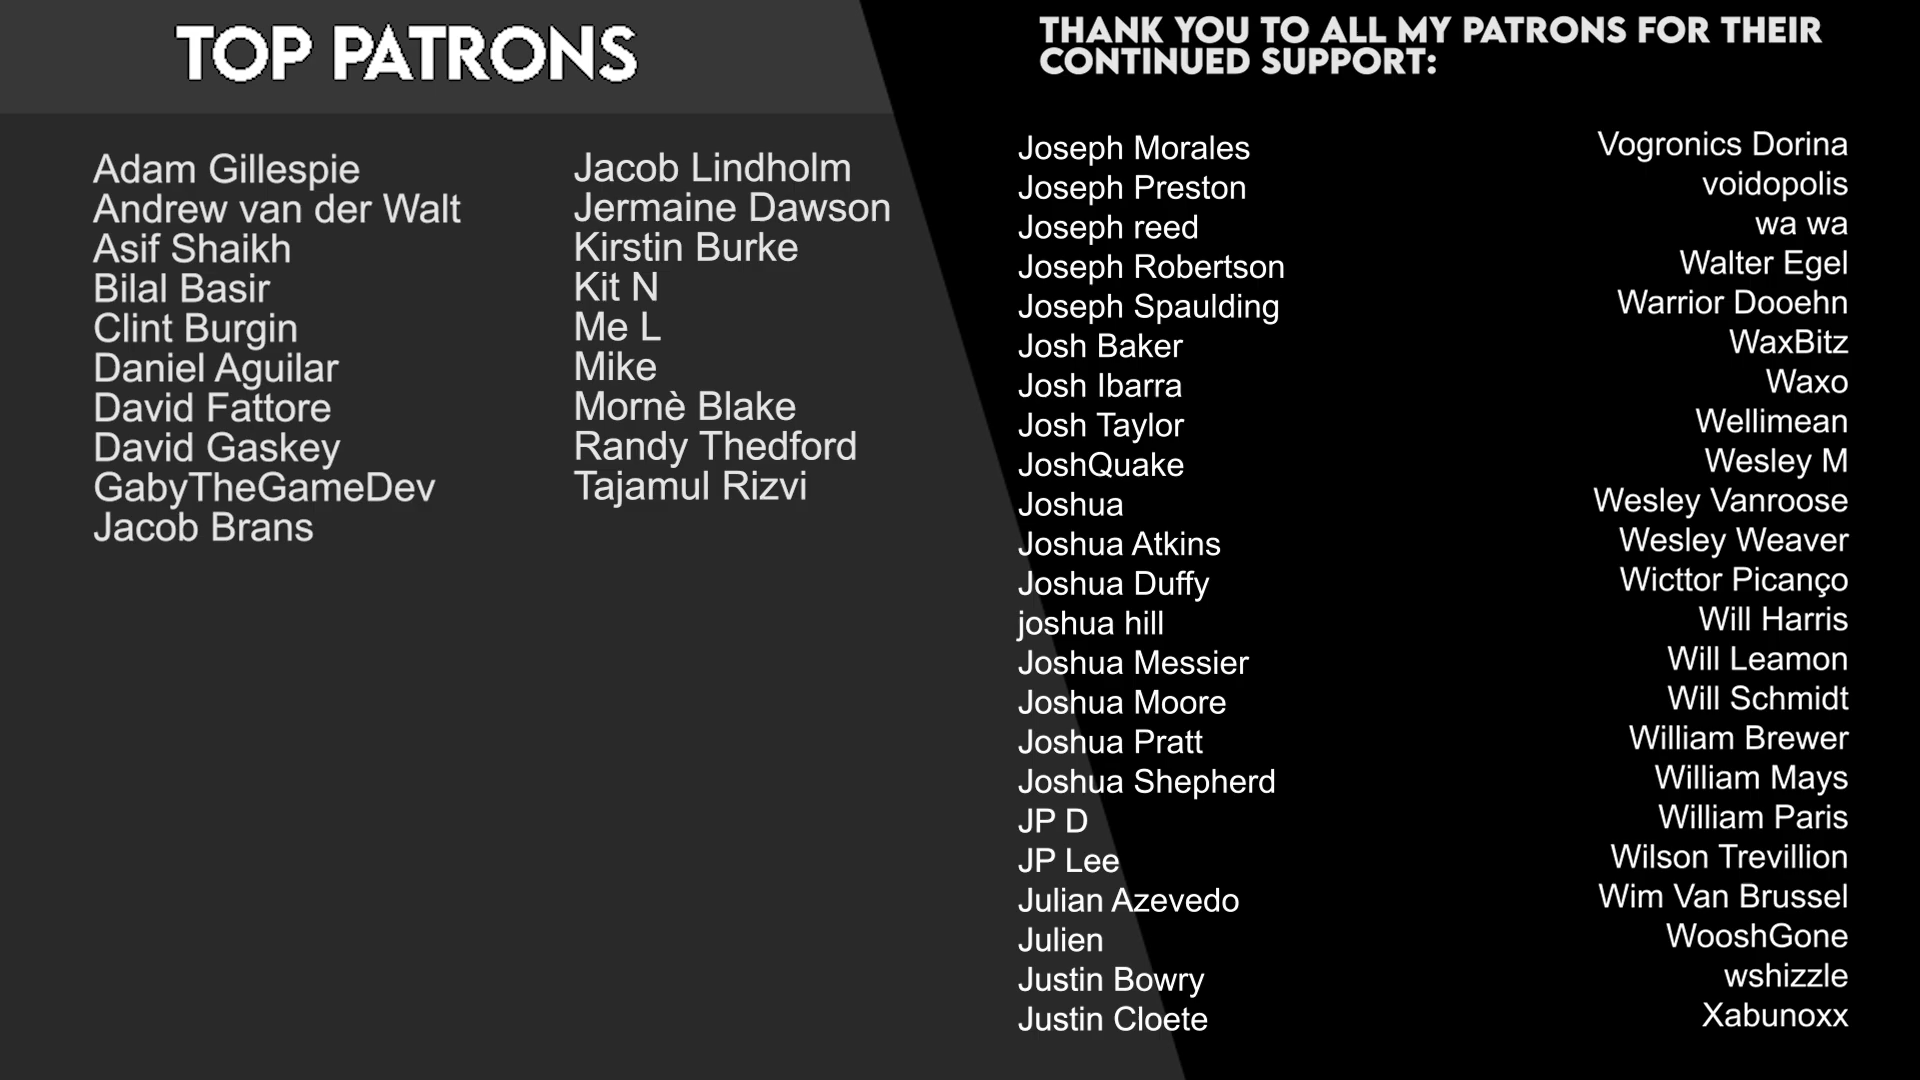 TOP PATRONS
Adam Gillespie
Andrew van der Walt
Asif Shaikh
Bilal Basir
Clint Burgin
Daniel Aguilar
David Fattore
David Gaskey
GabyTheGameDev
Jacob Brans
Jacob Lindholm
Jermaine Dawson
Kirstin Burke
Kit N
Me L
Mike
Mornè Blake
Randy Thedford
Tajamul Rizvi
THANK YOU TO ALL MY PATRONS FOR THEIR
CONTINUED SUPPORT:
Joseph Morales
Joseph Preston
Joseph reed
Joseph Robertson
Joseph Spaulding
Josh Baker
Josh Ibarra
Josh Taylor
JoshQuake
Joshua
Joshua Atkins
Joshua Duffy
joshua hill
Joshua Messier
Joshua Moore
Joshua Pratt
Joshua Shepherd
JP D
JP Lee
Julian Azevedo
Julien
Justin Bowry
Justin Cloete
Vogronics Dorina
voidopolis
wa wa
Walter Egel
Warrior Dooehn
WaxBitz
Waxo
Wellimean
Wesley M
Wesley Vanroose
Wesley Weaver
Wicttor Picanço
Will Harris
Will Leamon
Will Schmidt
William Brewer
William Mays
William Paris
Wilson Trevillion
Wim Van Brussel
WooshGone
wshizzle
Xabunoxx